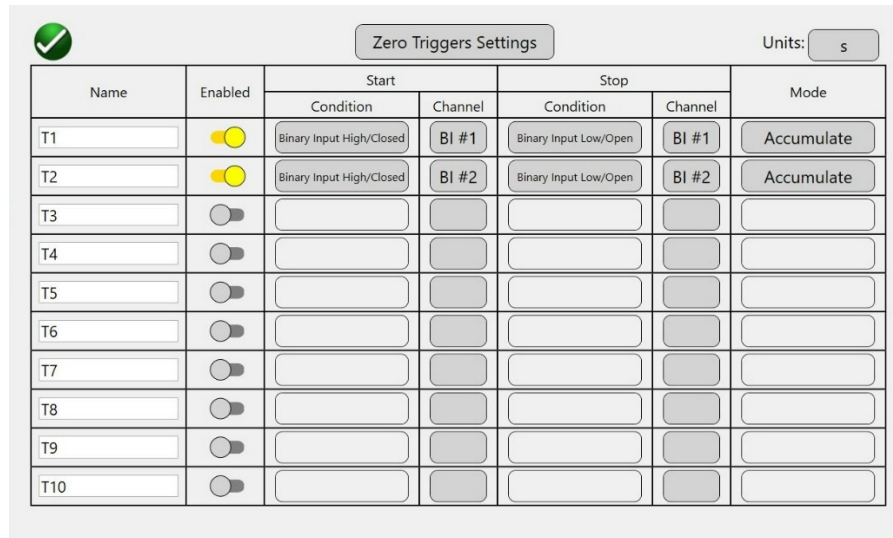 Zero Triggers Settings Units: s
Name Enabled Start Stop Mode
Condition Channel Condition Channel
T1 Binary Input High/Closed BI #1 Binary Input Low/Open BI #1 Accumulate
T2 Binary Input High/Closed BI #2 Binary Input Low/Open BI #2 Accumulate
T3
T4
T5
T6
T7
T8
T9
T10